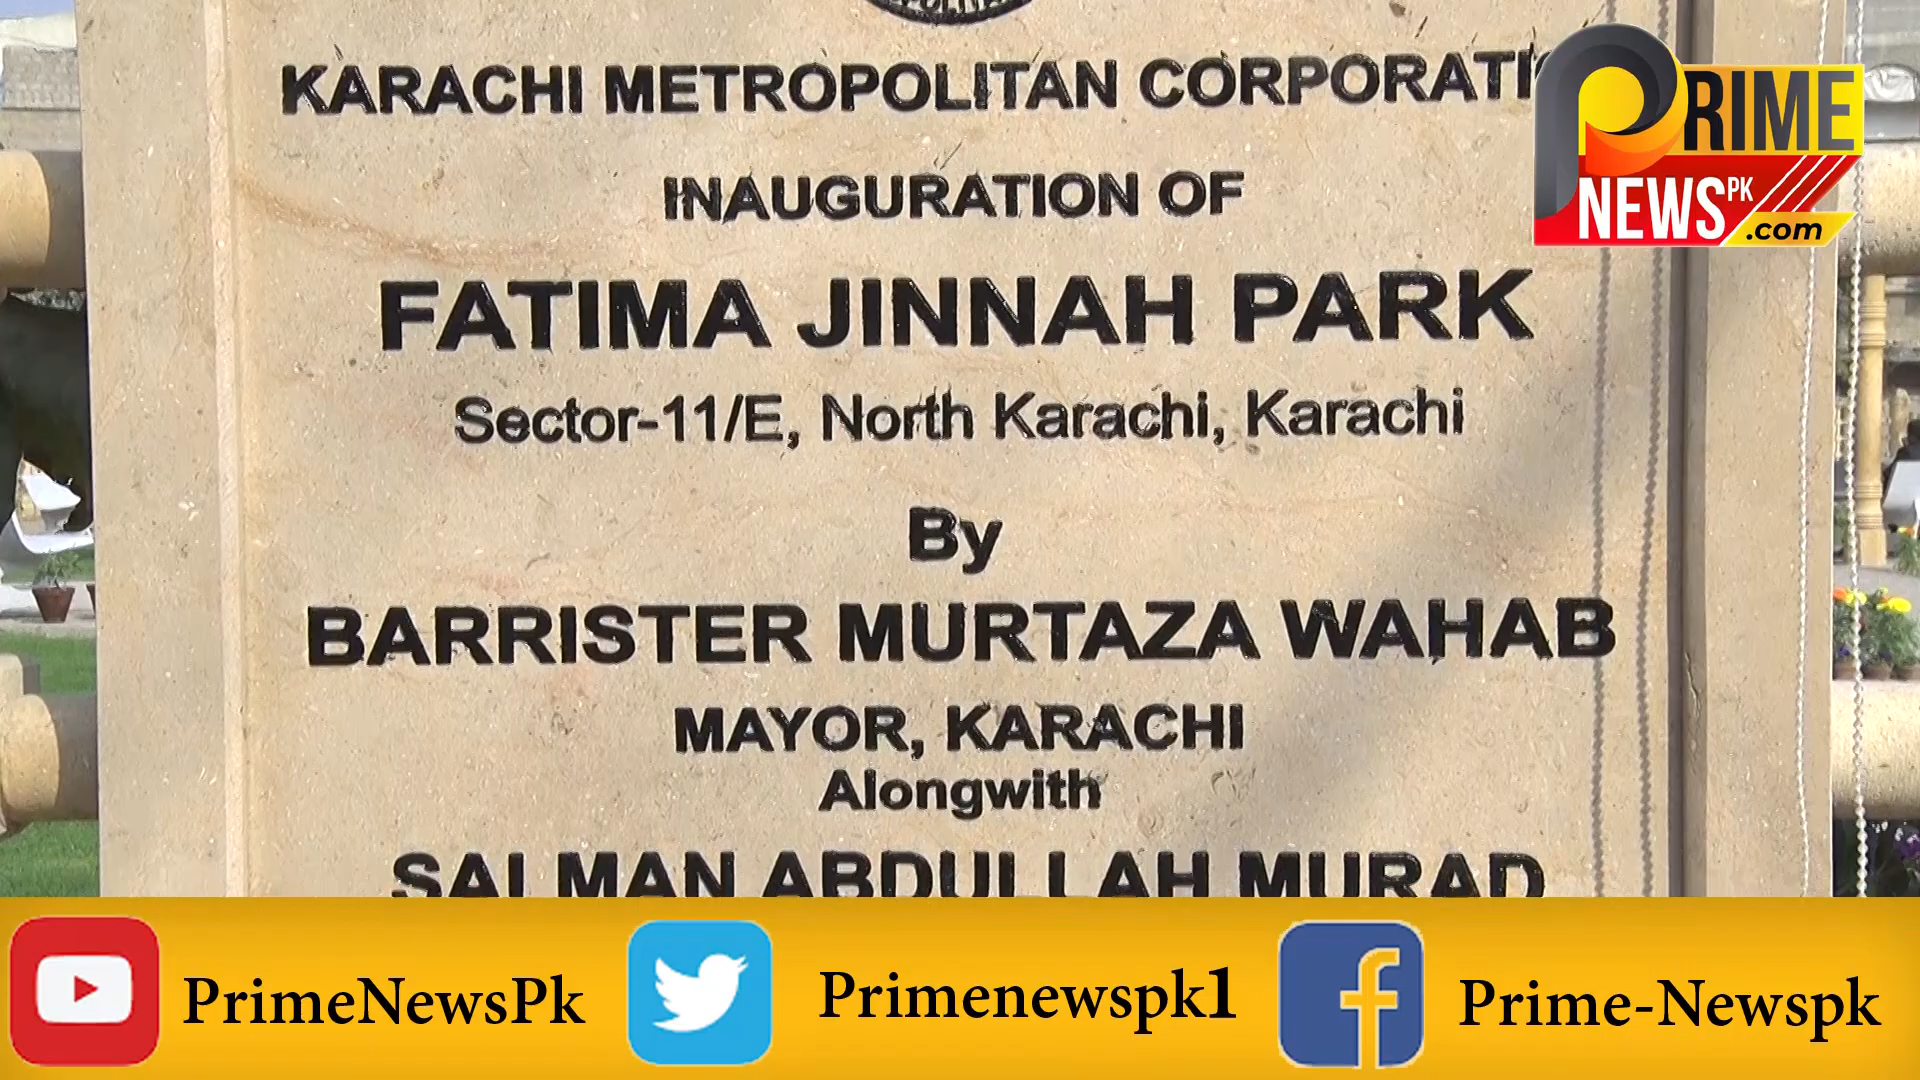 KARACHI METROPOLITAN CORPORATI
INAUGURATION OF
FATIMA JINNAH PARK
Sector-11/E, North Karachi, Karachi
By
BARRISTER MURTAZA WAHAB
MAYOR, KARACHI
Alongwith
SALMAN ABDULLAH MURAD
PRIME
NEWS PK
.com
PrimeNewsPk
Primenewspk1
Prime-Newspk